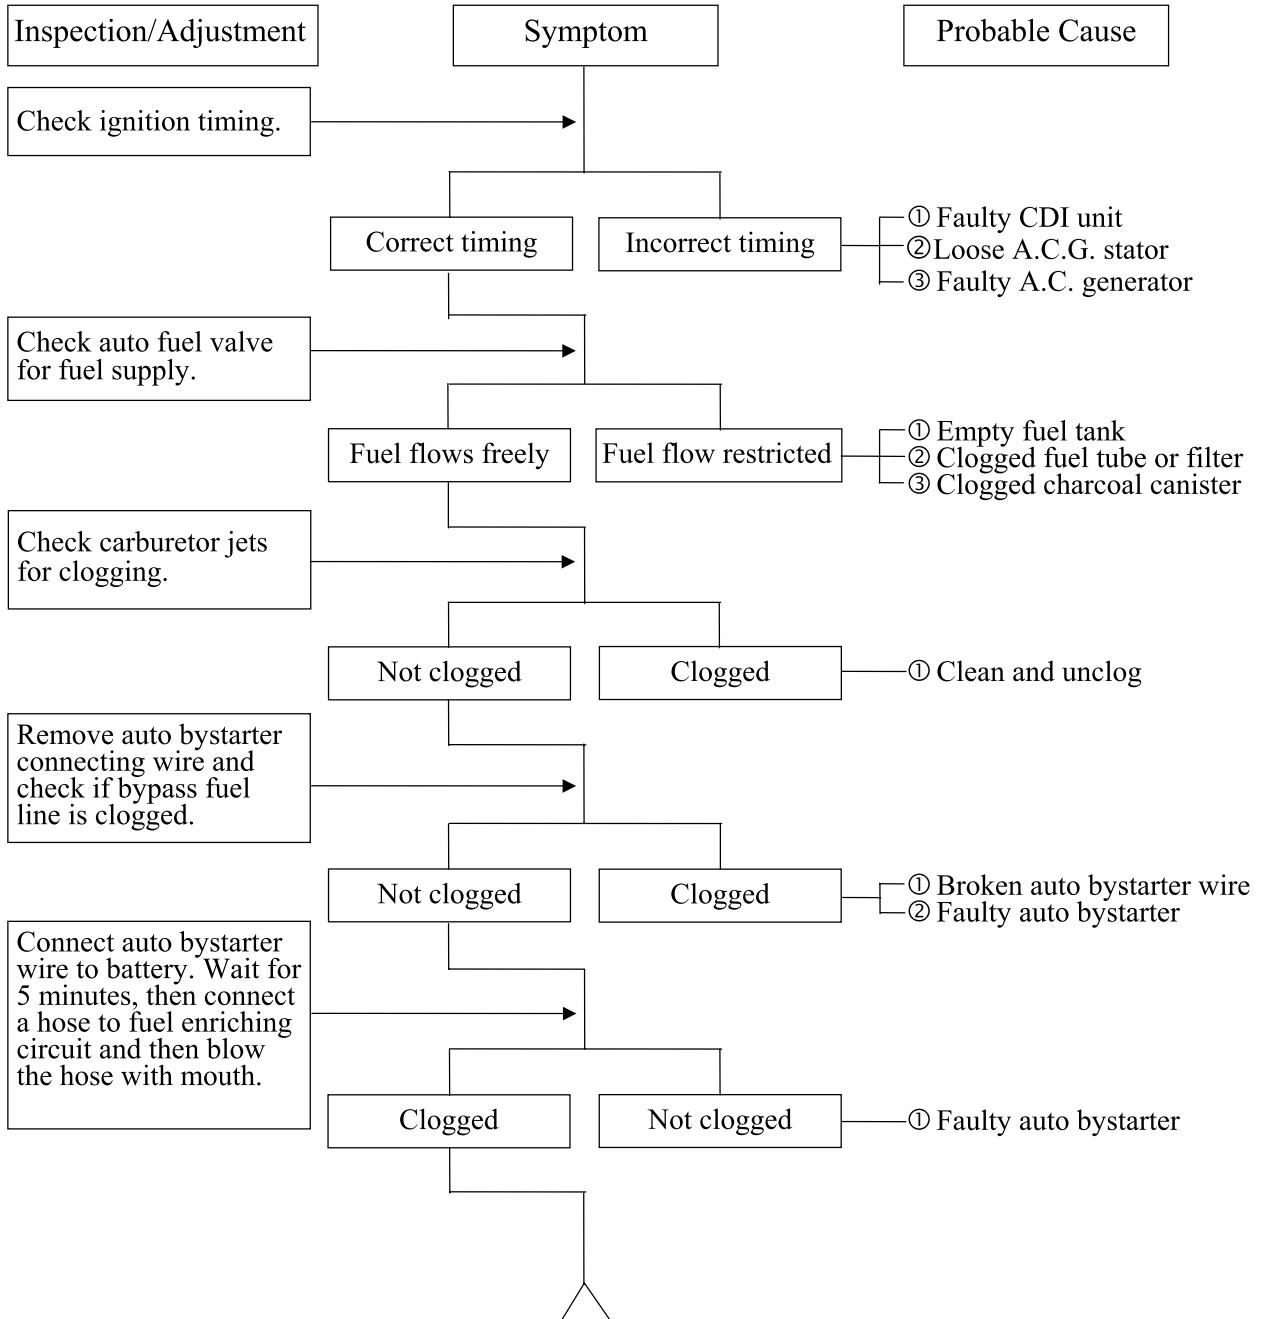 Inspection/Adjustment
Symptom
Probable Cause
Check ignition timing.
Correct timing
Incorrect timing
① Faulty CDI unit
②Loose A.C.G. stator
③ Faulty A.C. generator
Check auto fuel valve
for fuel supply.
Fuel flows freely
Fuel flow restricted
① Empty fuel tank
② Clogged fuel tube or filter
③ Clogged charcoal canister
Check carburetor jets
for clogging.
Not clogged
Clogged
① Clean and unclog
Remove auto bystarter
connecting wire and
check if bypass fuel
line is clogged.
Not clogged
Clogged
① Broken auto bystarter wire
② Faulty auto bystarter
Connect auto bystarter
wire to battery. Wait for
5 minutes, then connect
a hose to fuel enriching
circuit and then blow
the hose with mouth.
Clogged
Not clogged
① Faulty auto bystarter